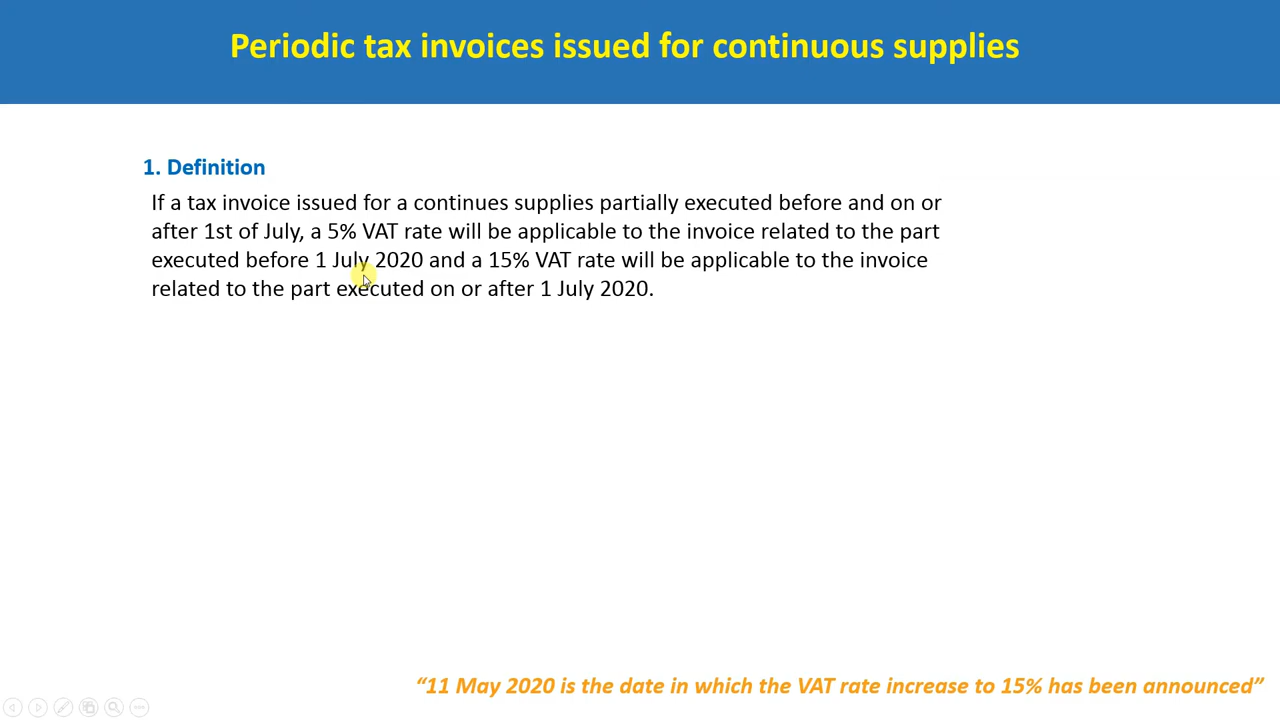 Periodic tax invoices issued for continuous supplies
1. Definition
If a tax invoice issued for a continues supplies partially executed before and on or
after 1st of July, a 5% VAT rate will be applicable to the invoice related to the part
executed before 1 July 2020 and a 15% VAT rate will be applicable to the invoice
related to the part executed on or after 1 July 2020.
“11 May 2020 is the date in which the VAT rate increase to 15% has been announced”